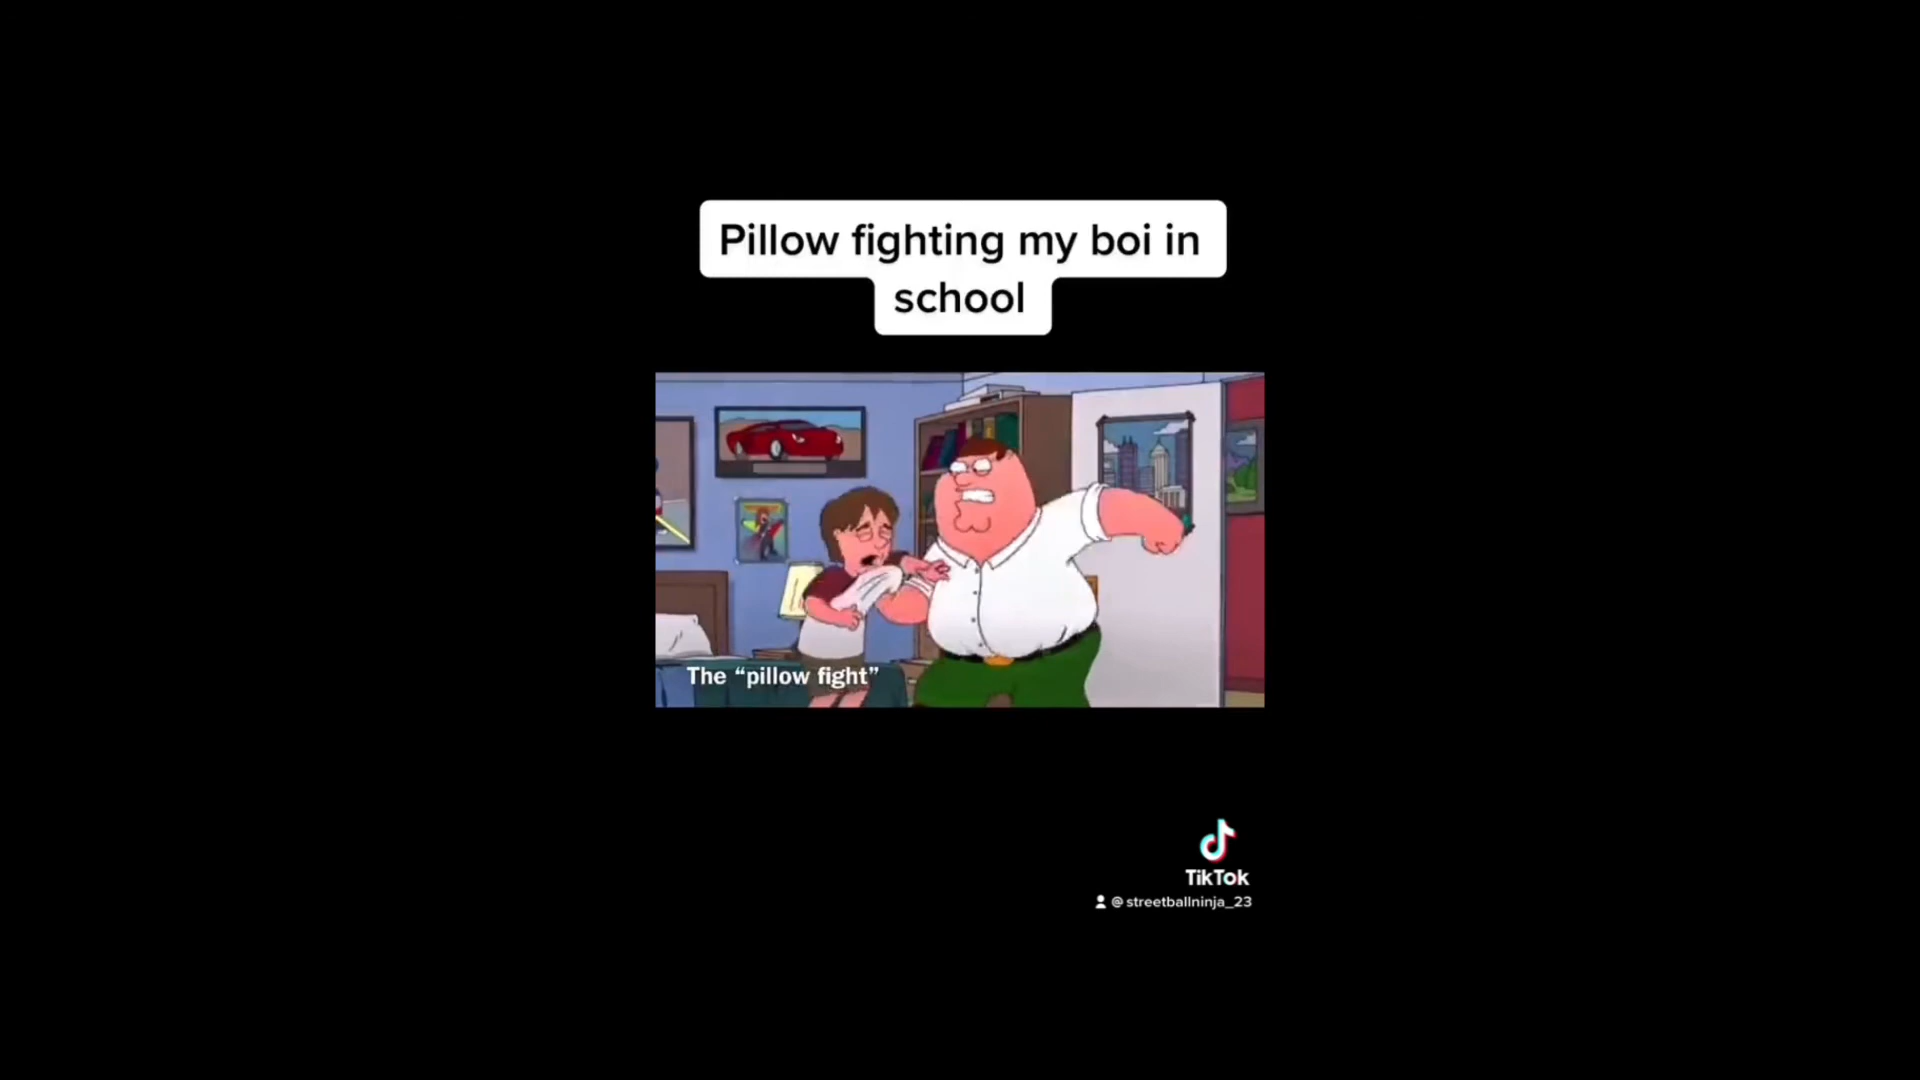 Pillow fighting my boi in
school
The “pillow fight”
TikTok
@streetballninja_23